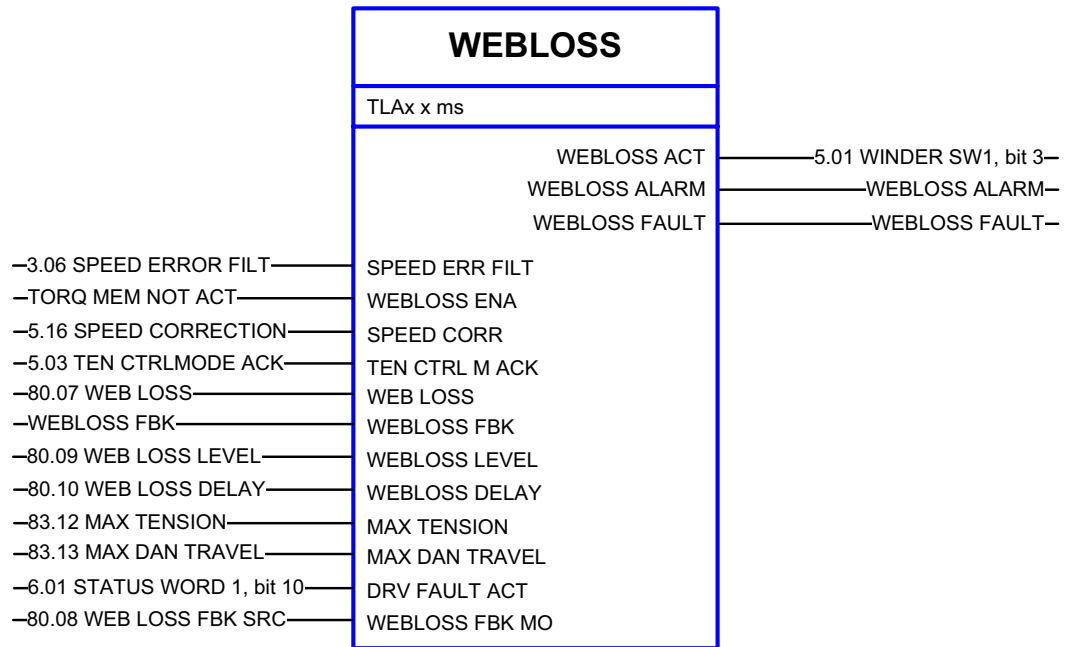 WEBLOSS
TLAx x ms
WEBLOSS ACT 5.01 WINDER SW1, bit 3
WEBLOSS ALARM WEBLOSS ALARM
WEBLOSS FAULT WEBLOSS FAULT
3.06 SPEED ERROR FILT SPEED ERR FILT
TORQ MEM NOT ACT WEBLOSS ENA
5.16 SPEED CORRECTION SPEED CORR
5.03 TEN CTRLMODE ACK TEN CTRL M ACK
80.07 WEB LOSS WEB LOSS
WEBLOSS FBK WEBLOSS FBK
80.09 WEB LOSS LEVEL WEBLOSS LEVEL
80.10 WEB LOSS DELAY WEBLOSS DELAY
83.12 MAX TENSION MAX TENSION
83.13 MAX DAN TRAVEL MAX DAN TRAVEL
6.01 STATUS WORD 1, bit 10 DRV FAULT ACT
80.08 WEB LOSS FBK SRC WEBLOSS FBK MO